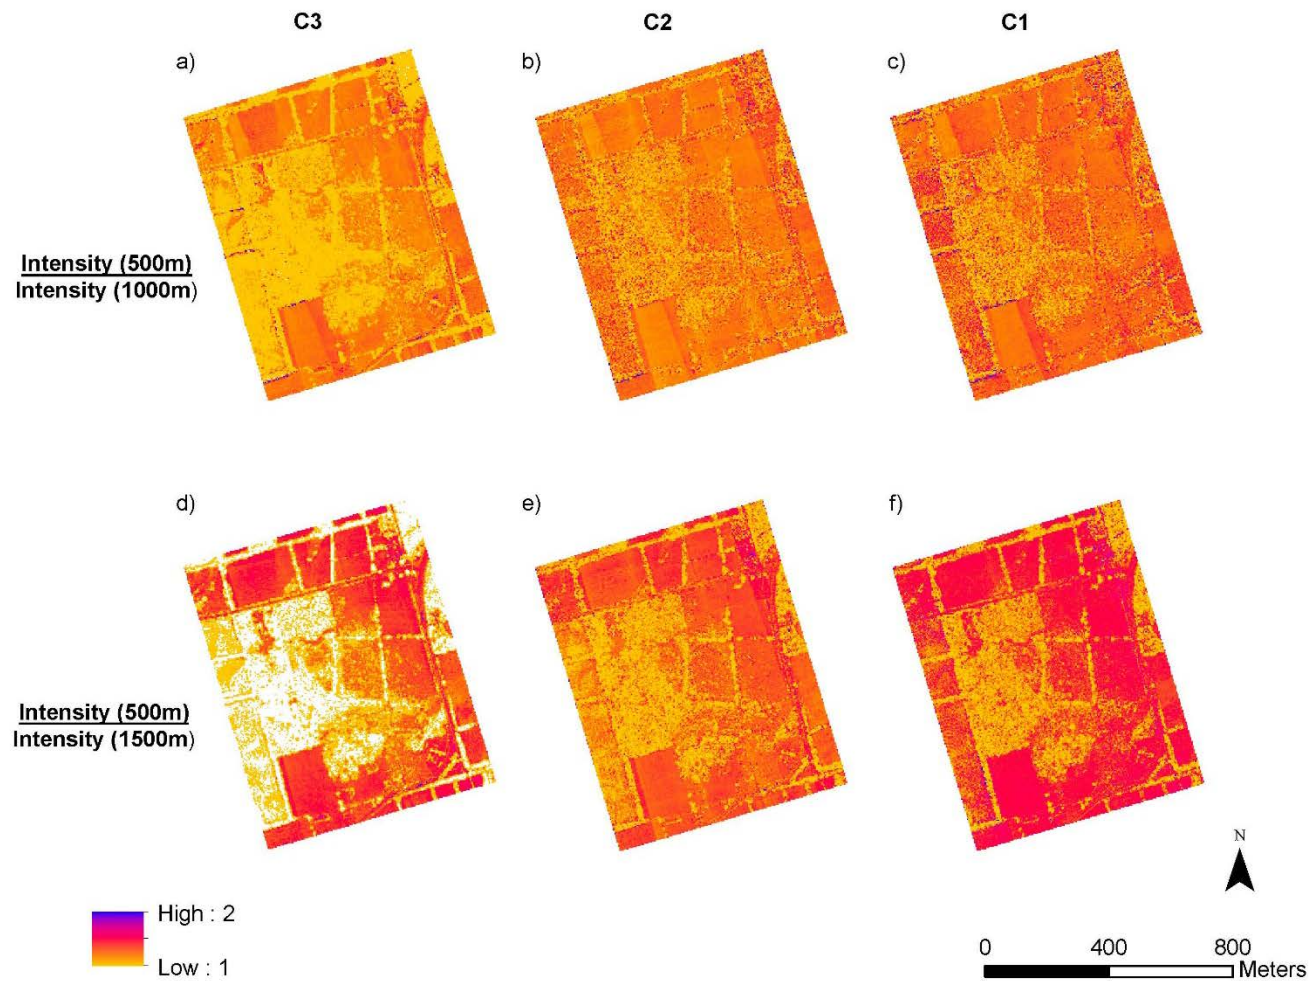 C3 C2 C1
a) b) c)
Intensity (500m)
Intensity (1000m)
d) e) f)
Intensity (500m)
Intensity (1500m)
N
High : 2
Low : 1
0 400 800
Meters